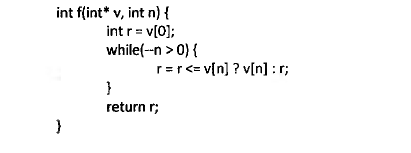 int f(int* v, int n) {
int r = v[0];
while(--n > 0) {
r = r <= v[n] ? v[n] : r;
}
return r;
}